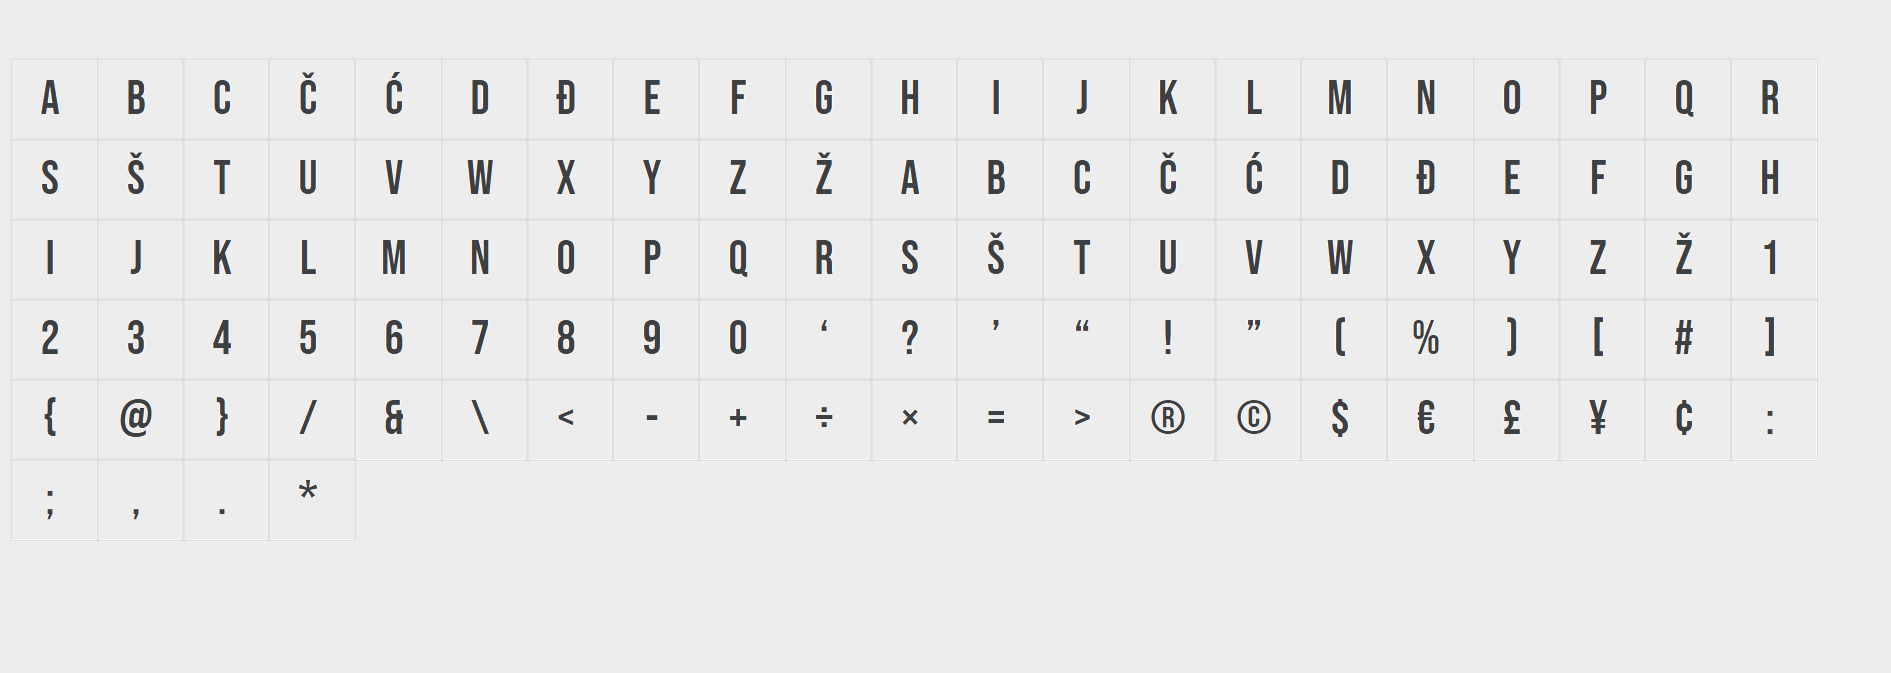 A B C Č Ć D Đ E F G H I J K L M N O P Q R
S Š T U V W X Y Z Ž A B C Č Ć D Đ E F G H
I J K L M N O P Q R S Š T U V W X Y Z Ž 1
2 3 4 5 6 7 8 9 0 ‘ ? ’ “ ! ” ( % ) [ # ]
{ @ } / & \ < - + ÷ × = > ® © $ € £ ¥ ¢ :
; , . *